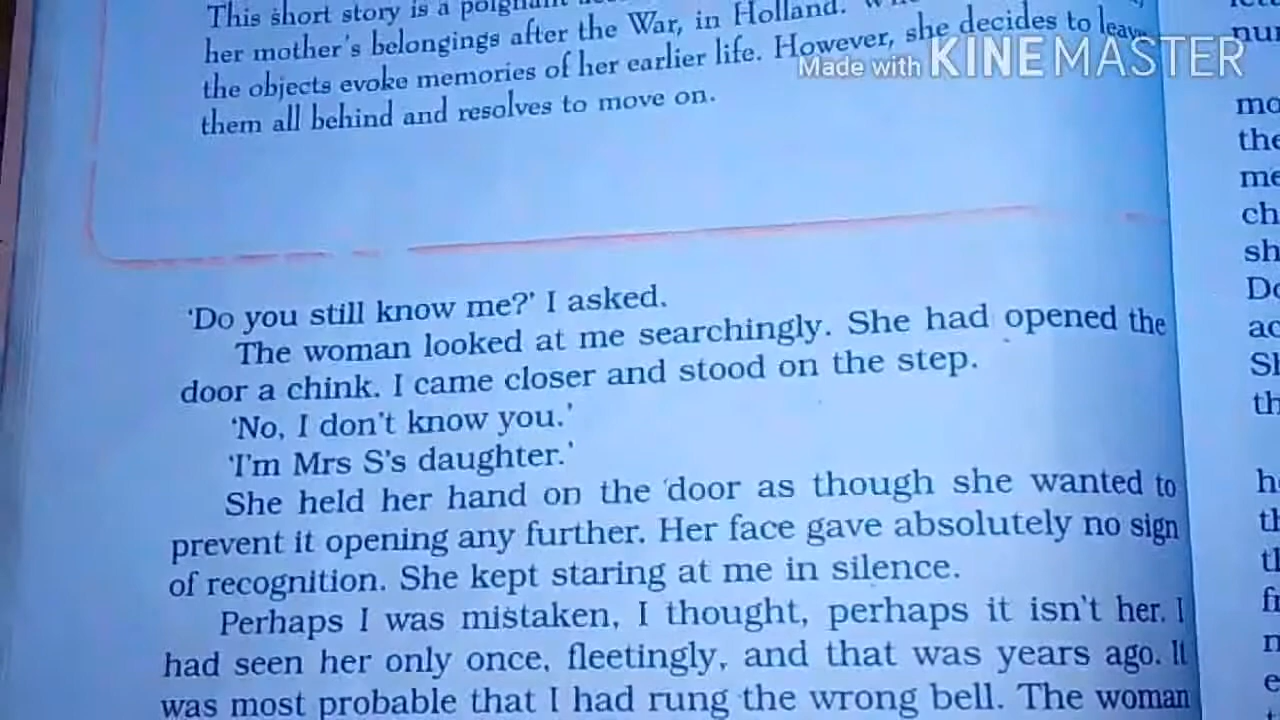 This short story is a
her mother's belongings after the War, in Holland.
the objects evoke memories of her earlier life. However, she decides to
them all behind and resolves to move on.
Made with KINEMASTER
'Do you still know me?' I asked.
The woman looked at me searchingly. She had opened the
door a chink. I came closer and stood on the step.
'No, I don't know you.'
'I'm Mrs S's daughter.'
She held her hand on the door as though she wanted to
prevent it opening any further. Her face gave absolutely no sign
of recognition. She kept staring at me in silence.
Perhaps I was mistaken, I thought, perhaps it isn't her. I
had seen her only once, fleetingly, and that was years ago. It
was most probable that I had rung the wrong bell. The woman